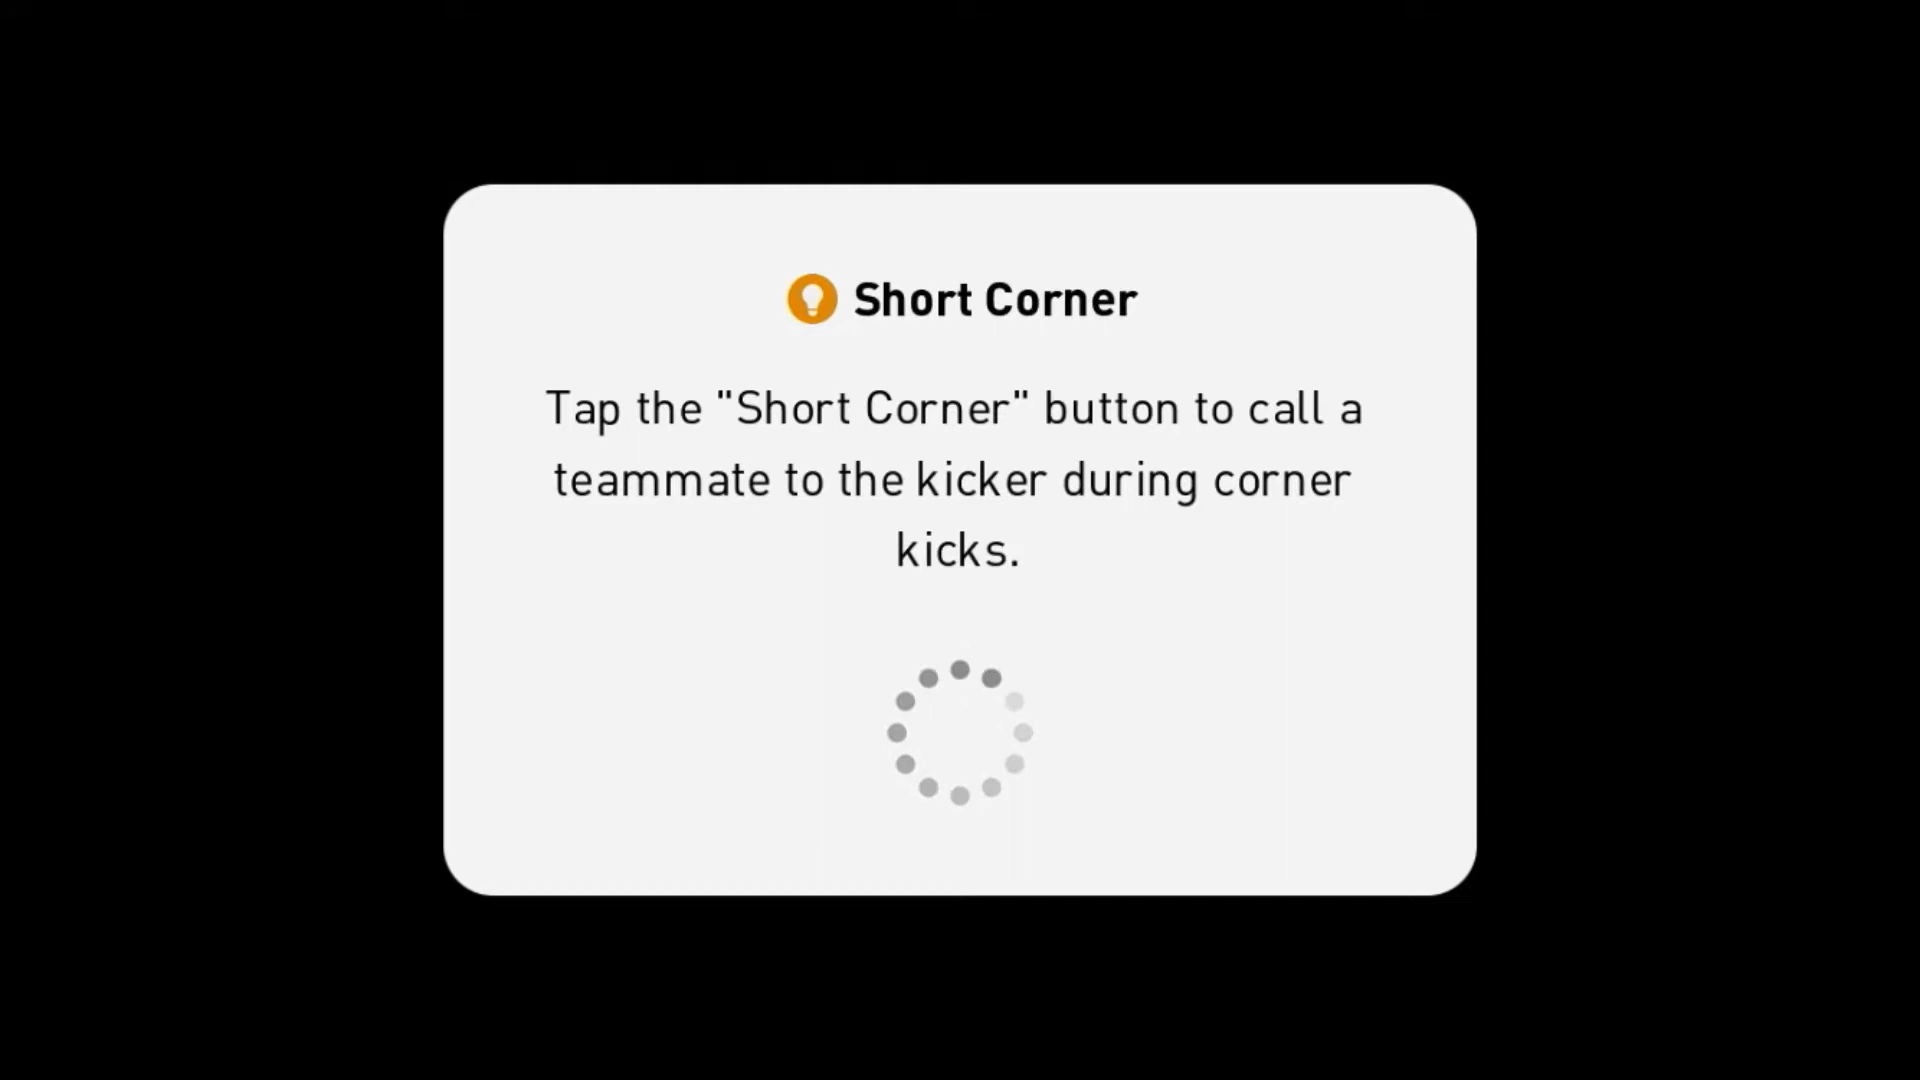 Short Corner
Tap the "Short Corner" button to call a
teammate to the kicker during corner
kicks.